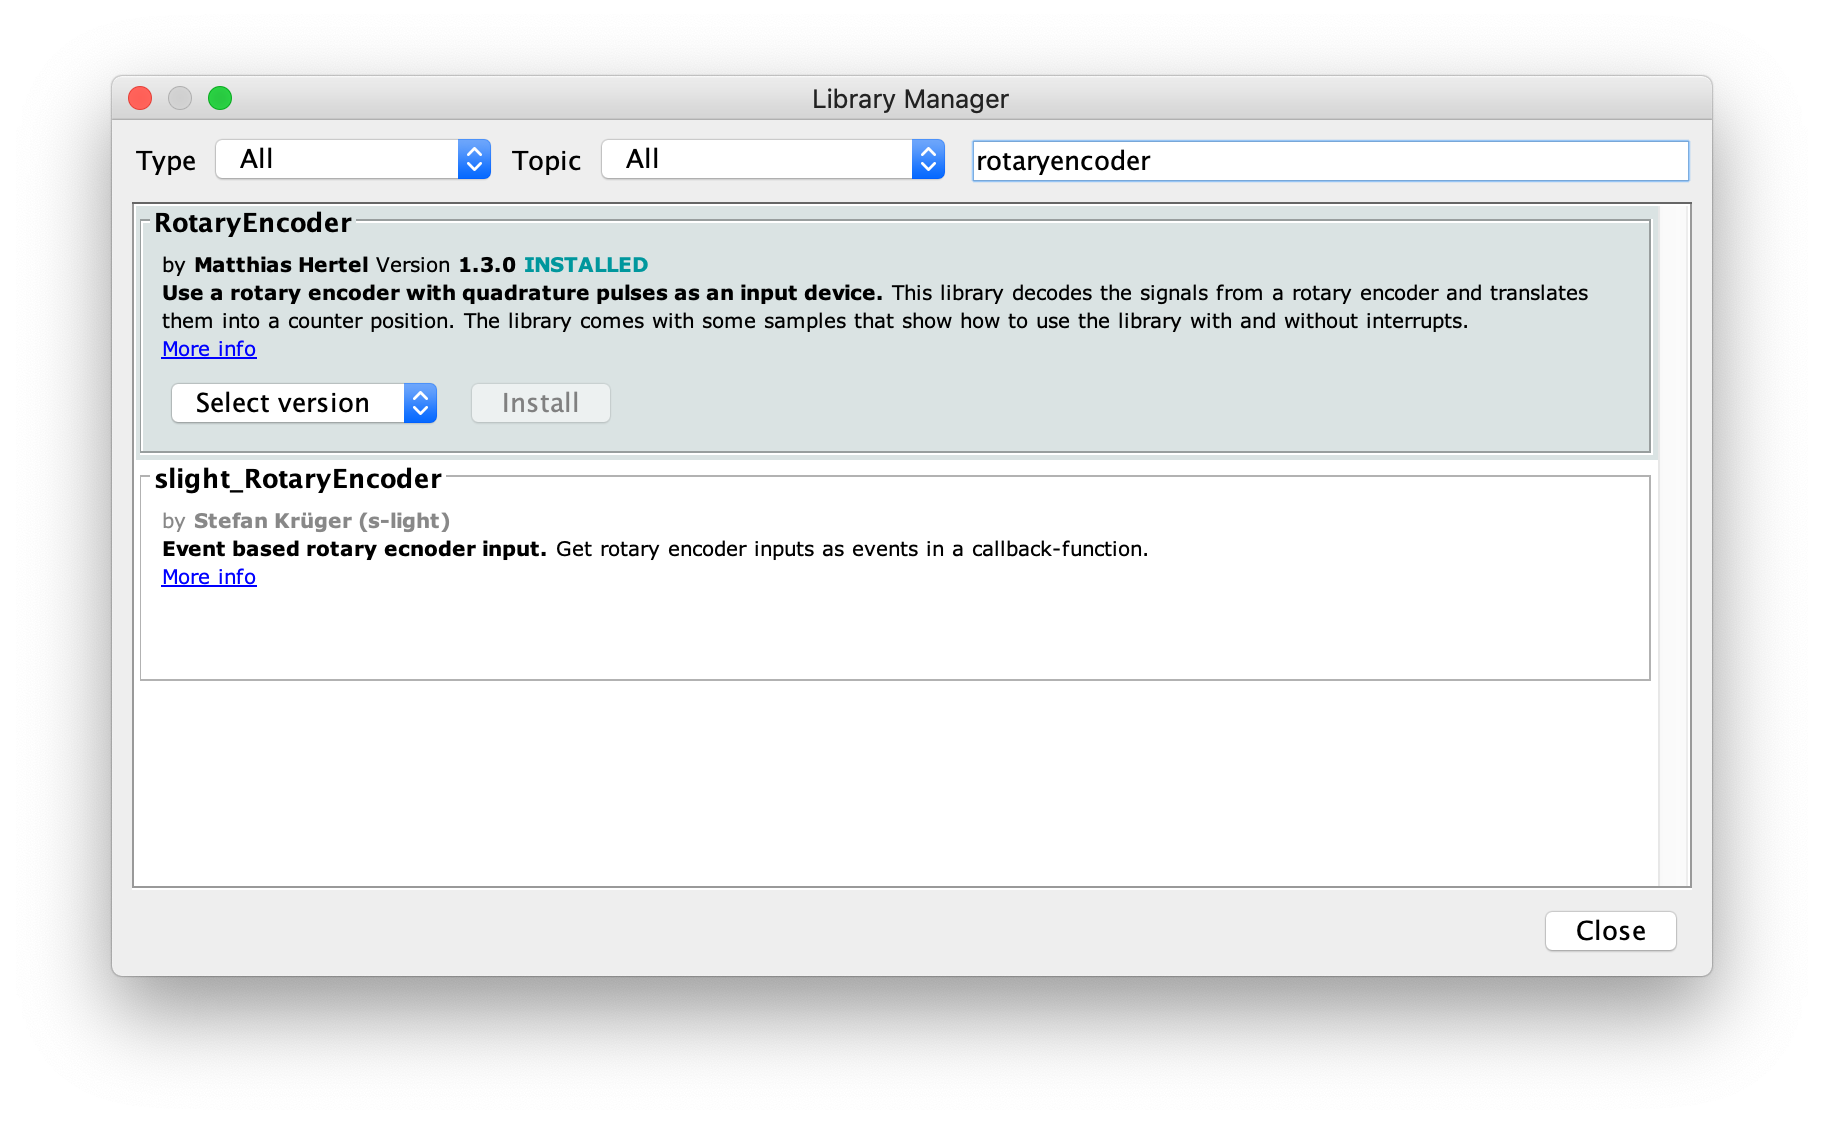 Library Manager
Type All Topic All rotaryencoder
RotaryEncoder
by Matthias Hertel Version 1.3.0 INSTALLED
Use a rotary encoder with quadrature pulses as an input device. This library decodes the signals from a rotary encoder and translates
them into a counter position. The library comes with some samples that show how to use the library with and without interrupts.
More info
Select version Install
slight_RotaryEncoder
by Stefan Krüger (s-light)
Event based rotary ecnoder input. Get rotary encoder inputs as events in a callback-function.
More info
Close